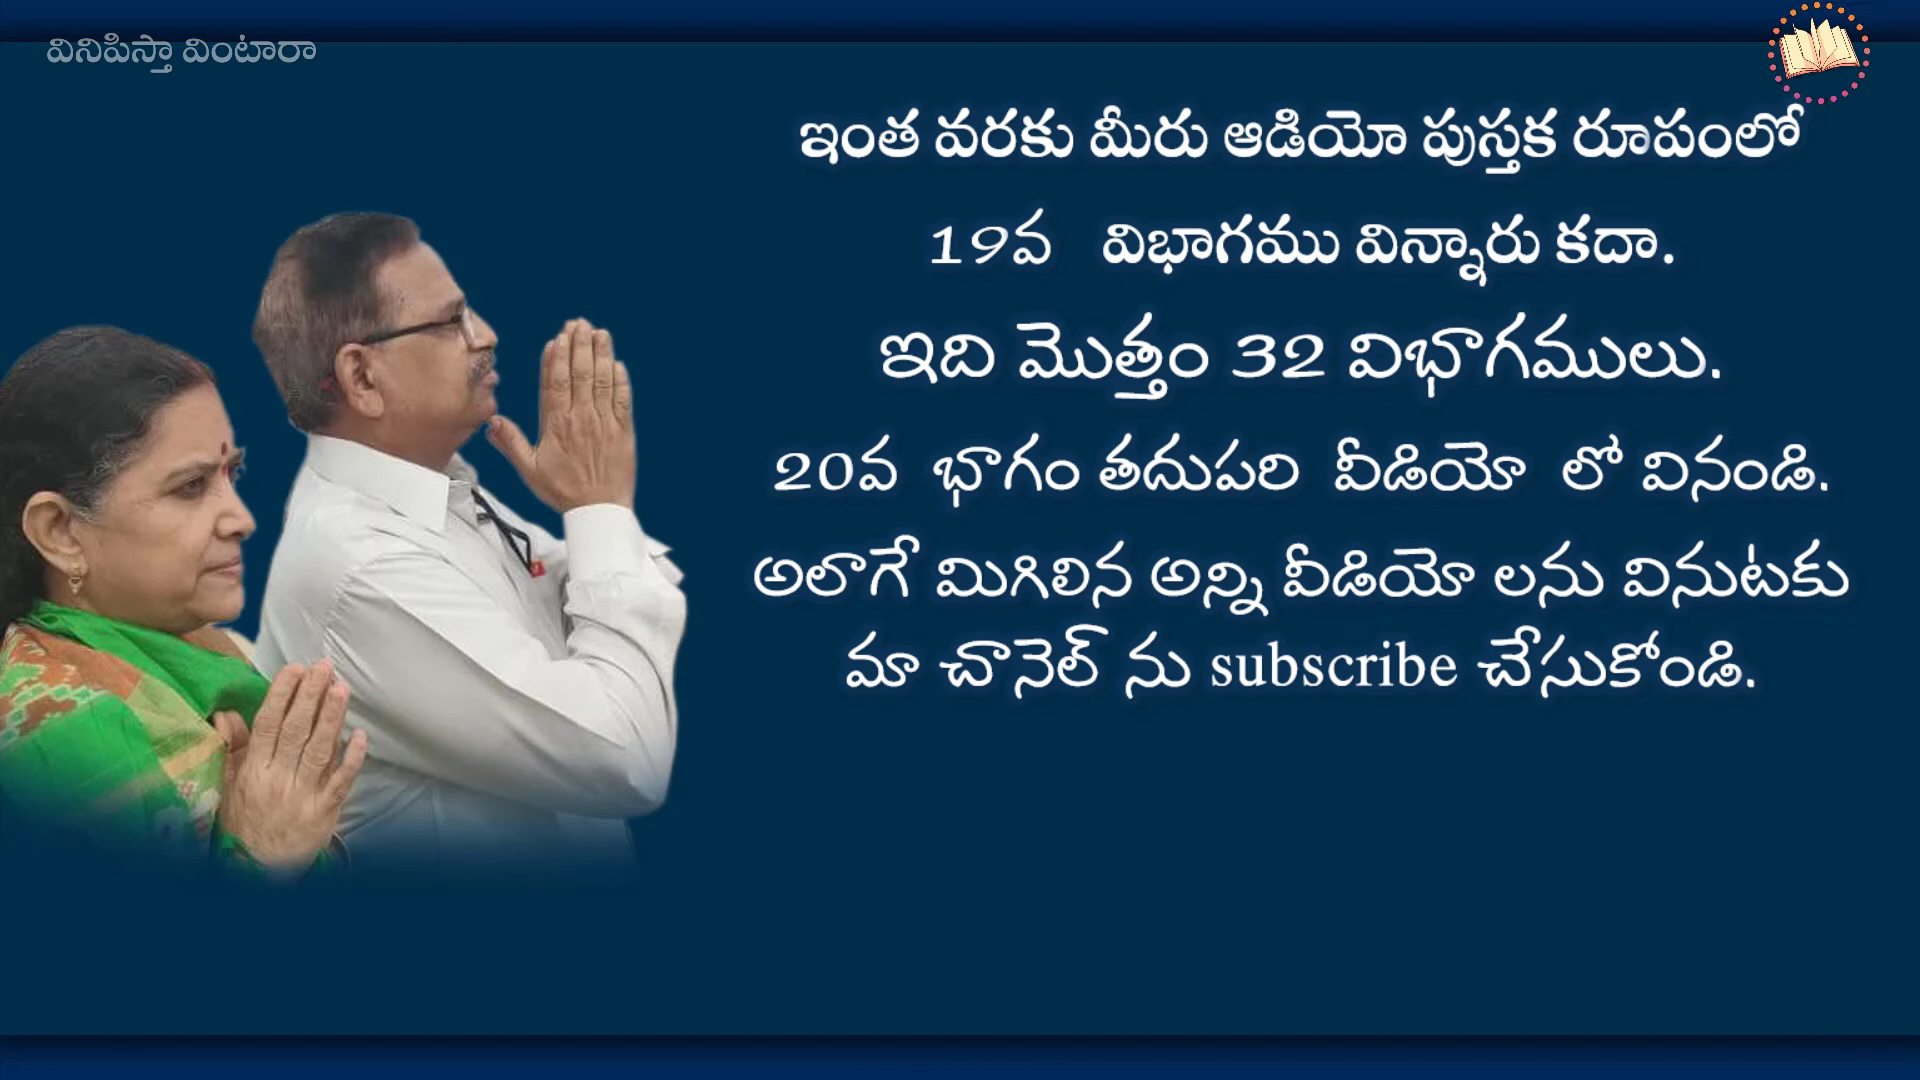 వినిపిస్తా వింటారా
ఇంత వరకు మీరు ఆడియో పుస్తక రూపంలో
19వ విభాగము విన్నారు కదా.
ఇది మొత్తం 32 విభాగములు.
20వ భాగం తదుపరి వీడియో లో వినండి.
అలాగే మిగిలిన అన్ని వీడియో లను వినుటకు
మా చానెల్ ను subscribe చేసుకోండి.